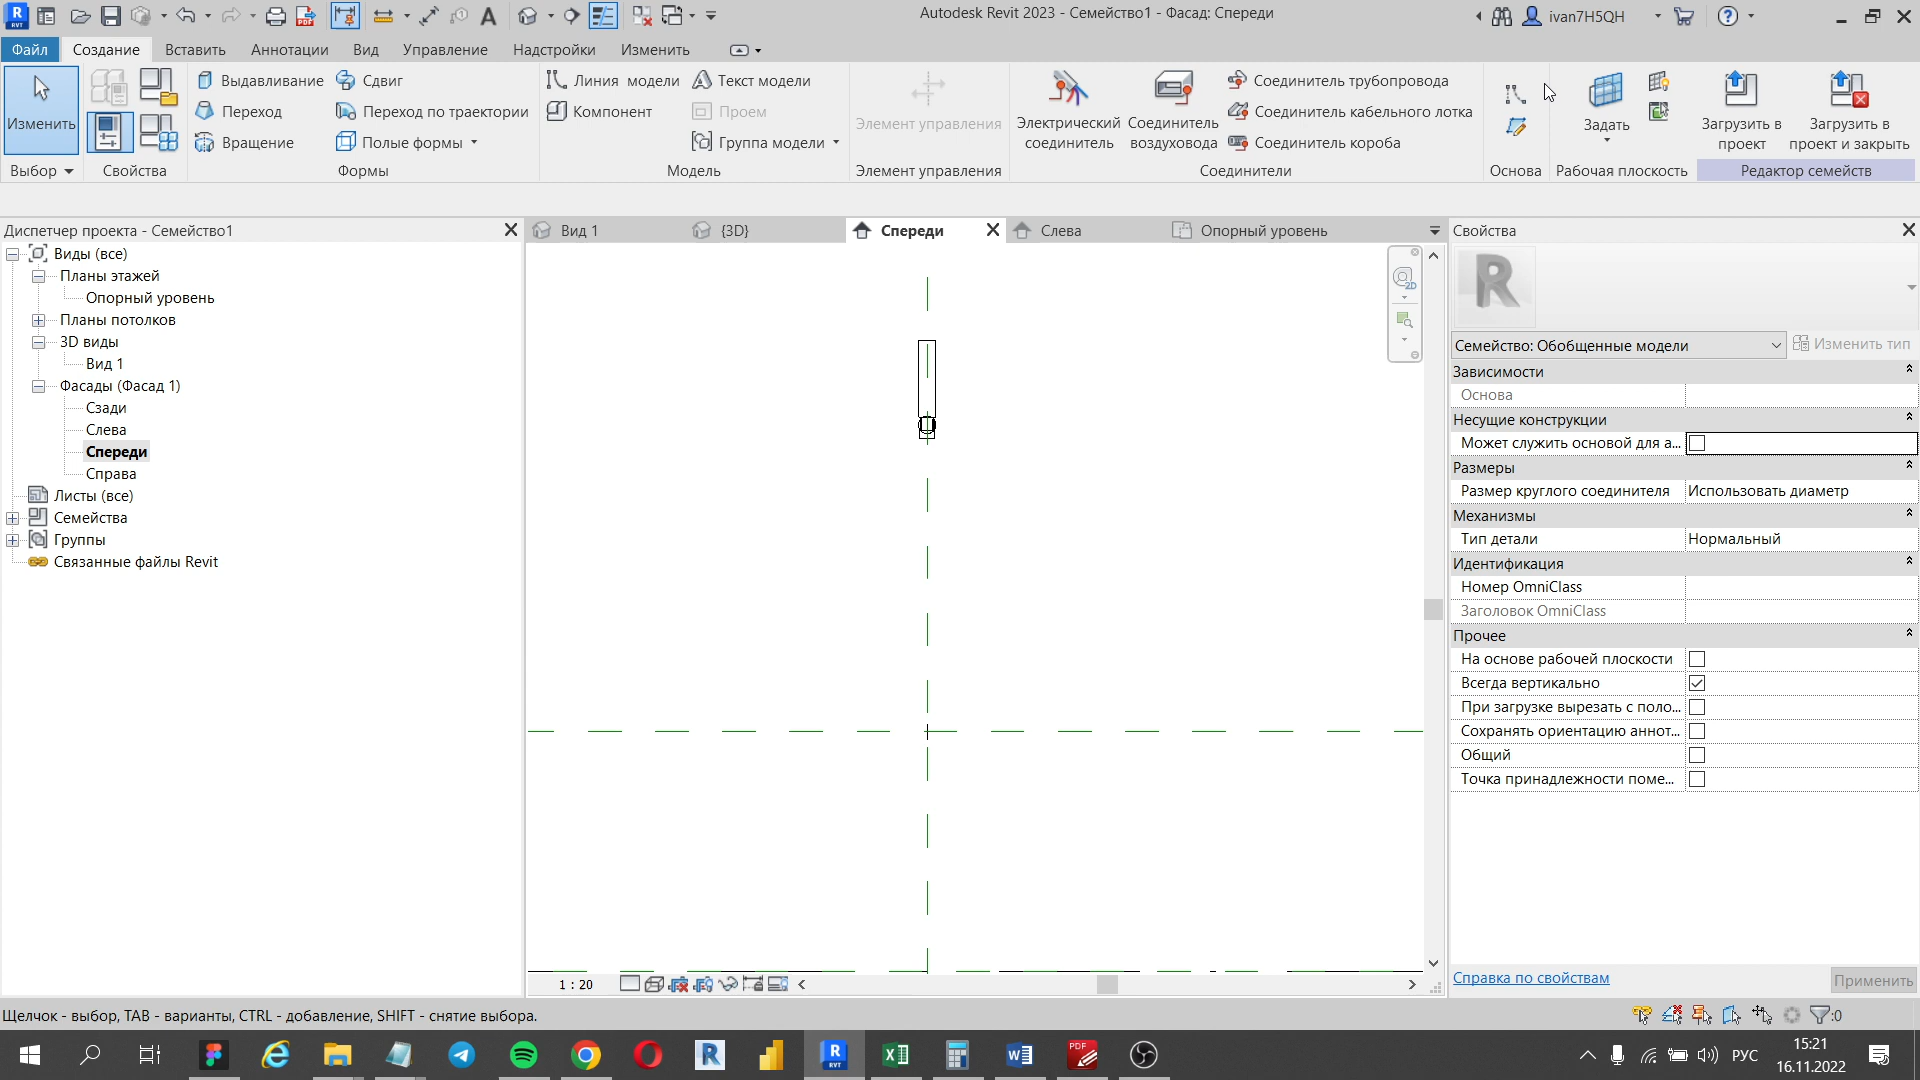 Autodesk Revit 2023 - Семейство1 - Фасад: Спереди
ivan7H5QH
Файл Создание Вставить Аннотации Вид Управление Надстройки Изменить
Изменить
Выбор
Свойства
Выдавливание
Сдвиг
Переход
Переход по траектории
Вращение
Полые формы
Формы
Линия модели
Текст модели
Компонент
Проем
Группа модели
Модель
Элемент управления
Элемент управления
Электрический соединитель
Соединитель воздуховода
Соединитель трубопровода
Соединитель кабельного лотка
Соединитель короба
Соединители
Основа
Задать
Рабочая плоскость
Загрузить в проект
Загрузить в проект и закрыть
Редактор семейств
Диспетчер проекта - Семейство1
Виды (все)
Планы этажей
Опорный уровень
Планы потолков
3D виды
Вид 1
Фасады (Фасад 1)
Сзади
Слева
Спереди
Справа
Листы (все)
Семейства
Группы
Связанные файлы Revit
Вид 1
{3D}
Спереди
Слева
Опорный уровень
2D
1 : 20
Свойства
R
Семейство: Обобщенные модели
Изменить тип
Зависимости
Основа
Несущие конструкции
Может служить основой для а...
Размеры
Размер круглого соединителя Использовать диаметр
Механизмы
Тип детали Нормальный
Идентификация
Номер OmniClass
Заголовок OmniClass
Прочее
На основе рабочей плоскости
Всегда вертикально
При загрузке вырезать с поло...
Сохранять ориентацию аннот...
Общий
Точка принадлежности поме...
Справка по свойствам
Применить
Щелчок - выбор, TAB - варианты, CTRL - добавление, SHIFT - снятие выбора.
:0
РУС
15:21
16.11.2022